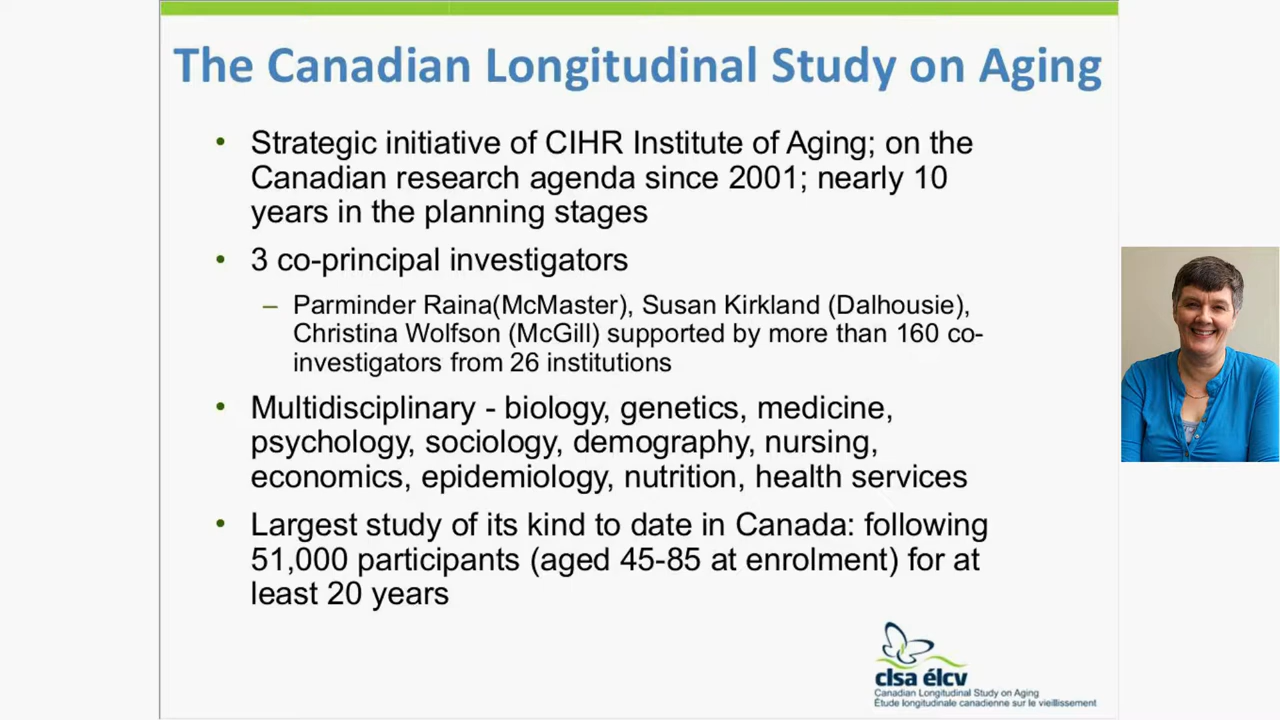 The Canadian Longitudinal Study on Aging
• Strategic initiative of CIHR Institute of Aging; on the
Canadian research agenda since 2001; nearly 10
years in the planning stages
• 3 co-principal investigators
– Parminder Raina(McMaster), Susan Kirkland (Dalhousie),
Christina Wolfson (McGill) supported by more than 160 co-
investigators from 26 institutions
• Multidisciplinary - biology, genetics, medicine,
psychology, sociology, demography, nursing,
economics, epidemiology, nutrition, health services
• Largest study of its kind to date in Canada: following
51,000 participants (aged 45-85 at enrolment) for at
least 20 years
clsa élcv
Canadian Longitudinal Study on Aging
Étude longitudinale canadienne sur le vieillissement